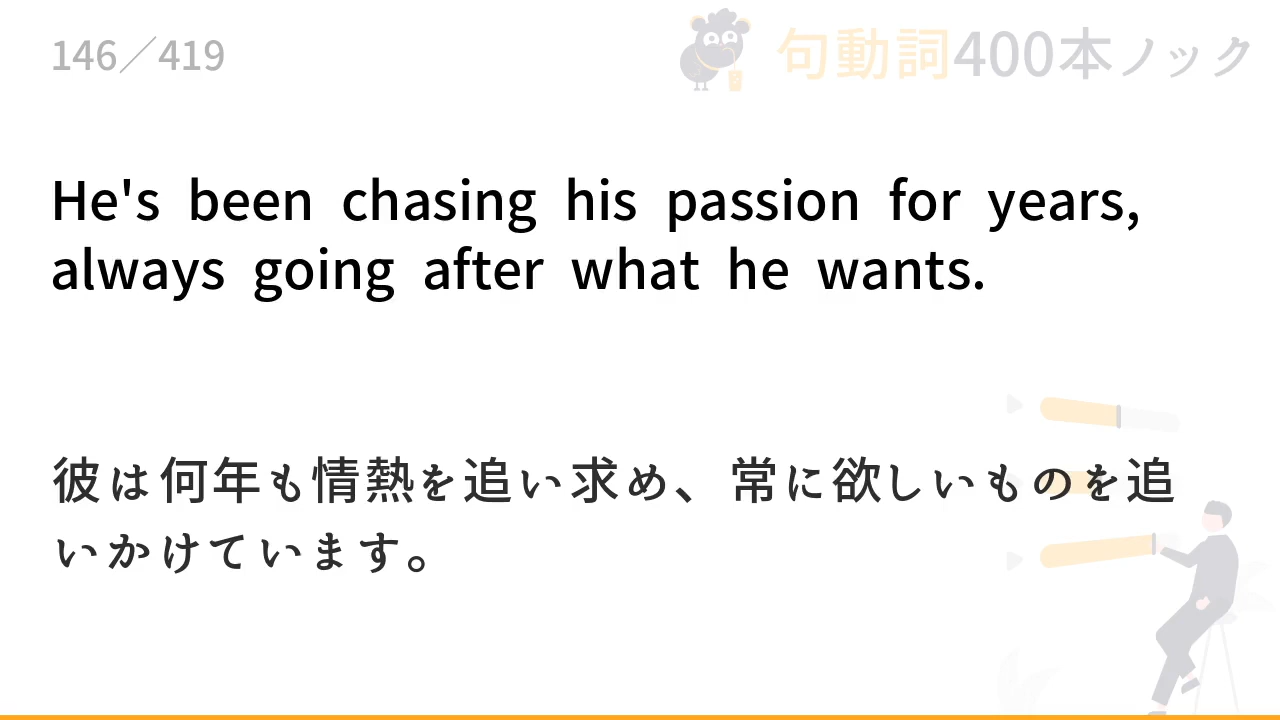 146／419
句動詞400本ノック
He's been chasing his passion for years,
always going after what he wants.
彼は何年も情熱を追い求め、常に欲しいものを追
いかけています。